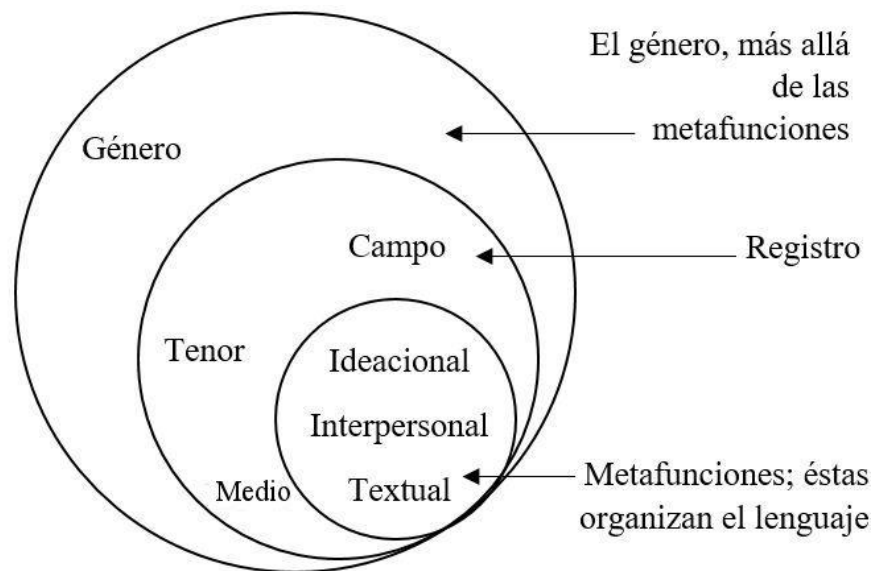 El género, más allá
de las
metafunciones
Género
Campo
Registro
Tenor
Ideacional
Interpersonal
Medio
Textual
Metafunciones; éstas
organizan el lenguaje